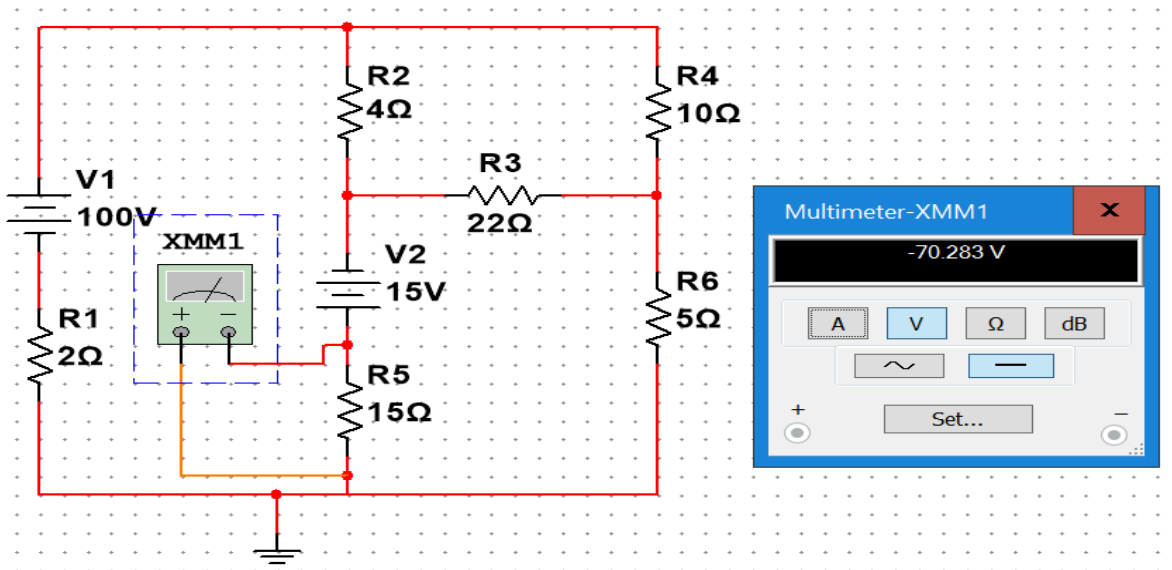 R2
4Ω
R4
10Ω
R3
22Ω
V1
100V
XMM1
+ −
V2
15V
R6
5Ω
R1
2Ω
R5
15Ω
Multimeter-XMM1
x
-70.283 V
A V Ω dB
+ Set... −